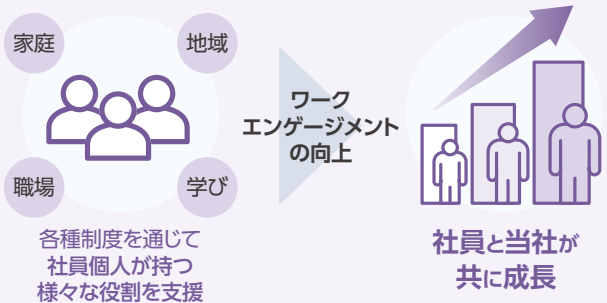 家庭
地域
職場
学び
各種制度を通じて
社員個人が持つ
様々な役割を支援
ワーク
エンゲージメント
の向上
社員と当社が
共に成長